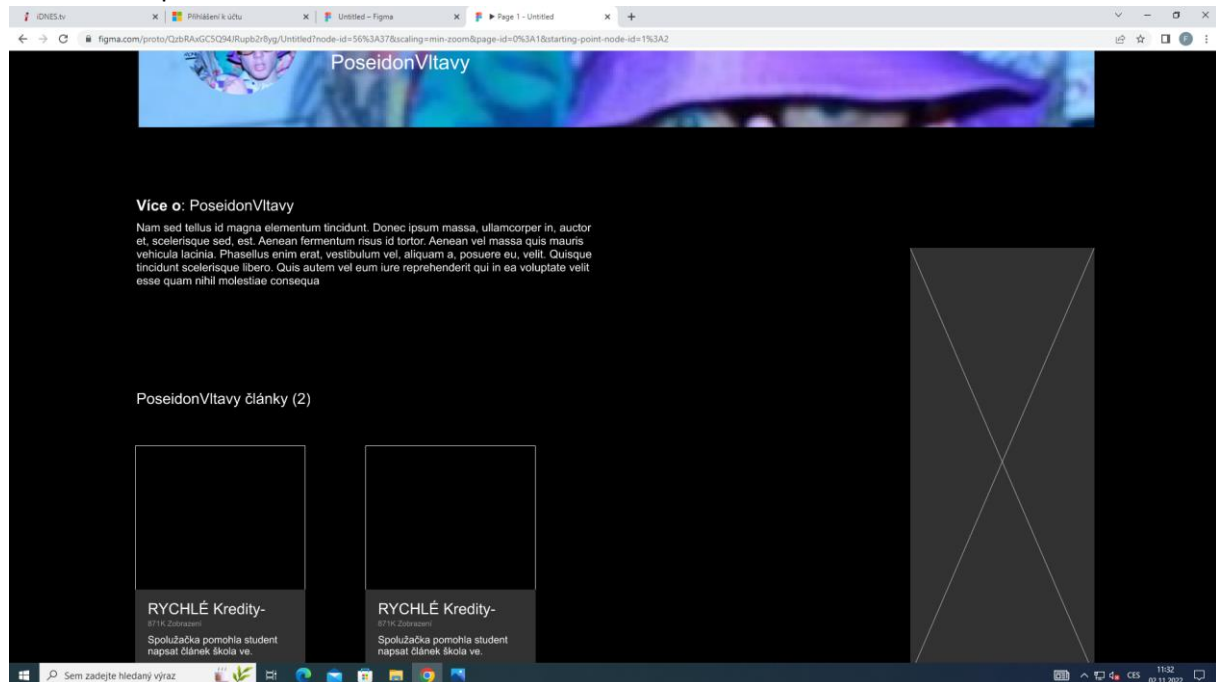 iDNES.tv
Přihlášení k účtu
Untitled – Figma
Page 1 - Untitled
figma.com/proto/QzbRAxGC5Q94JRupb2r8yg/Untitled?node-id=56%3A37&scaling=min-zoom&page-id=0%3A1&starting-point-node-id=1%3A2
F
PoseidonVltavy
Více o: PoseidonVltavy
Nam sed tellus id magna elementum tincidunt. Donec ipsum massa, ullamcorper in, auctor
et, scelerisque sed, est. Aenean fermentum risus id tortor. Aenean vel massa quis mauris
vehicula lacinia. Phasellus enim erat, vestibulum vel, aliquam a, posuere eu, velit. Quisque
tincidunt scelerisque libero. Quis autem vel eum iure reprehenderit qui in ea voluptate velit
esse quam nihil molestiae consequa
PoseidonVltavy články (2)
RYCHLÉ Kredity-
871K Zobrazení
Spolužačka pomohla student
napsat článek škola ve.
RYCHLÉ Kredity-
871K Zobrazení
Spolužačka pomohla student
napsat článek škola ve.
Sem zadejte hledaný výraz
CES
11:32
02.11.2022